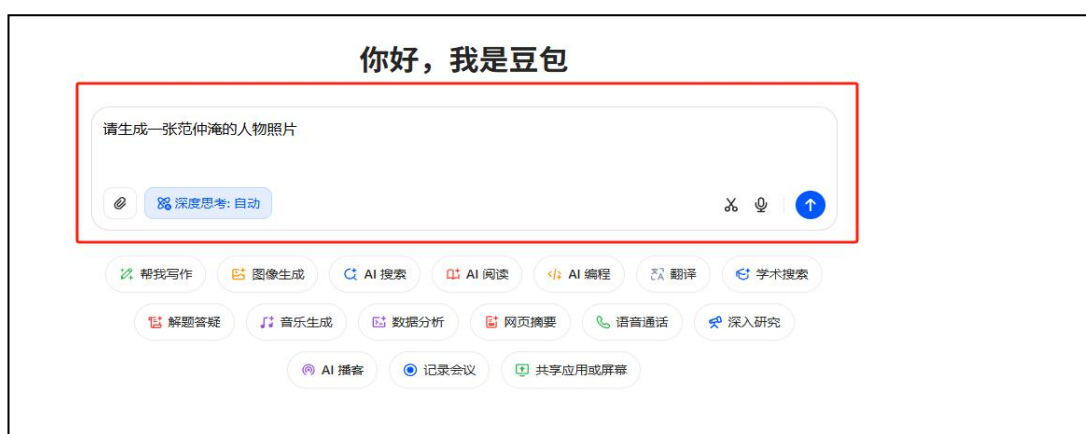 你好，我是豆包
请生成一张范仲淹的人物照片
深度思考: 自动
帮我写作 图像生成 AI 搜索 AI 阅读 AI 编程 翻译 学术搜索
解题答疑 音乐生成 数据分析 网页摘要 语音通话 深入研究
AI 播客 记录会议 共享应用或屏幕